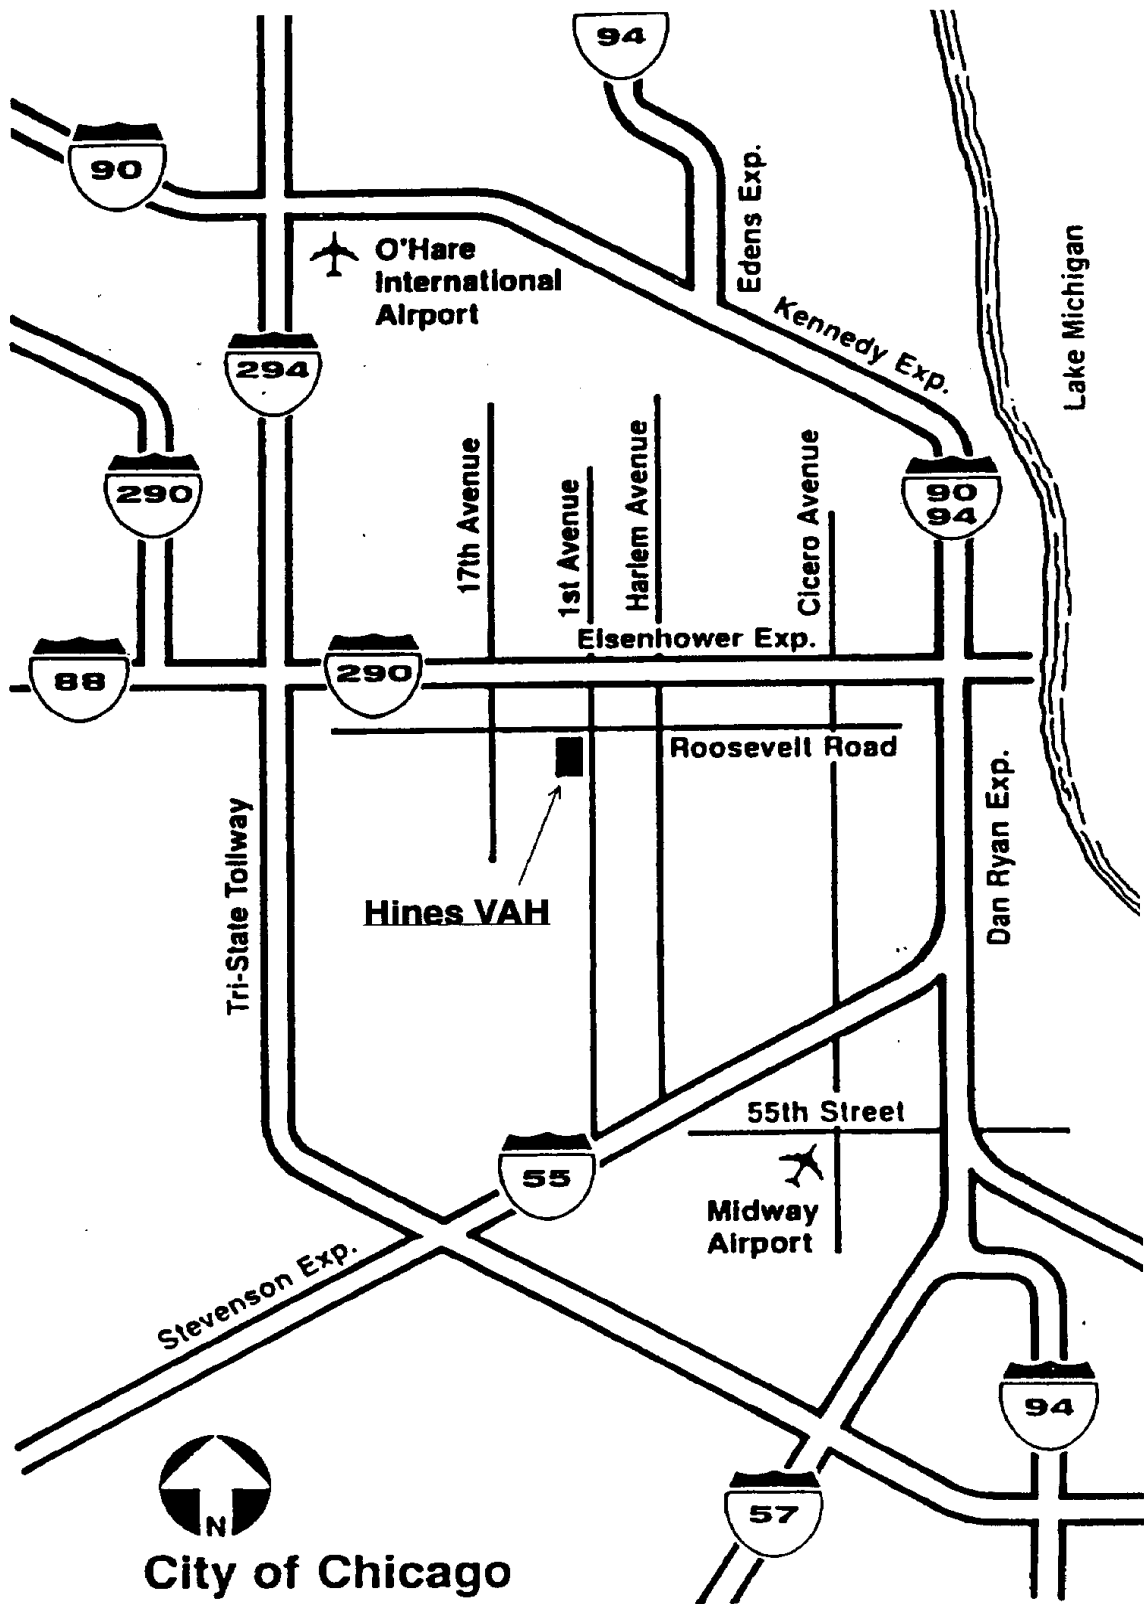 94
90
Edens Exp.
O'Hare
International
Airport
Lake Michigan
Kennedy Exp.
294
290
90
94
17th Avenue
1st Avenue
Harlem Avenue
Cicero Avenue
Eisenhower Exp.
88
290
Roosevelt Road
Tri-State Tollway
Dan Ryan Exp.
Hines VAH
55th Street
55
Midway
Airport
Stevenson Exp.
94
57
N
City of Chicago